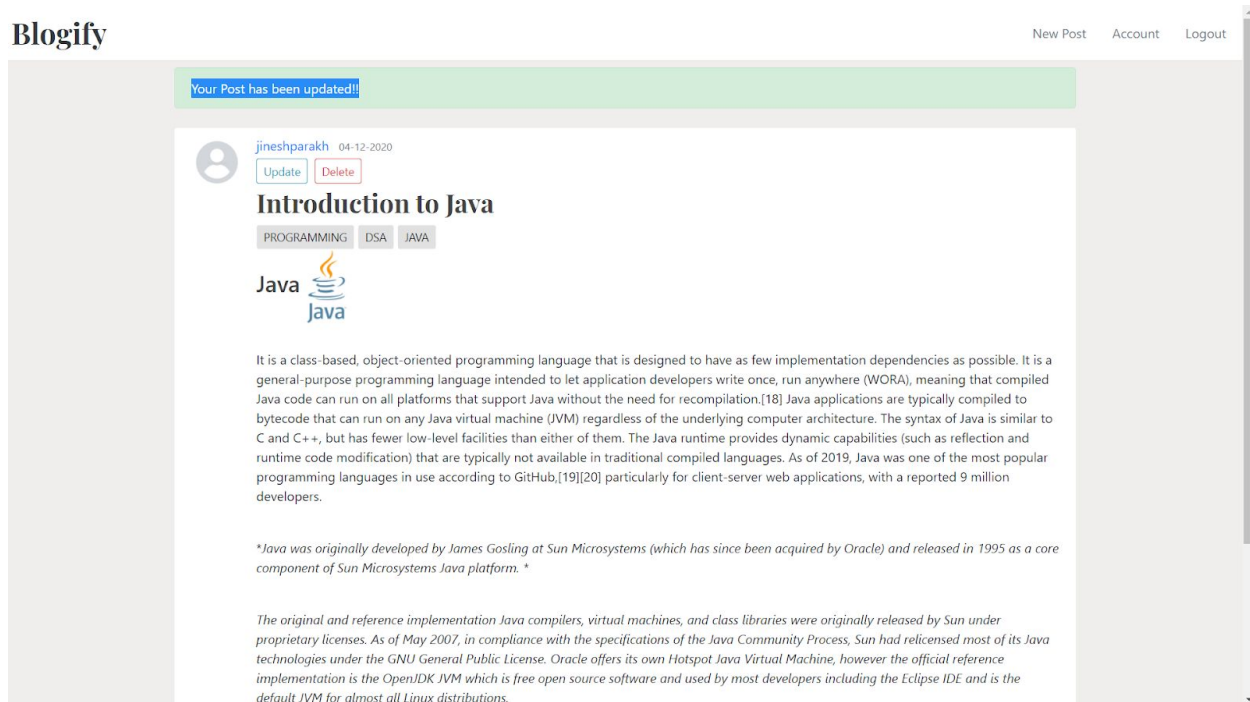 Blogify
New Post Account Logout
Your Post has been updated!!
jineshparakh 04-12-2020
Update Delete
Introduction to Java
PROGRAMMING DSA JAVA
Java
Java
It is a class-based, object-oriented programming language that is designed to have as few implementation dependencies as possible. It is a
general-purpose programming language intended to let application developers write once, run anywhere (WORA), meaning that compiled
Java code can run on all platforms that support Java without the need for recompilation.[18] Java applications are typically compiled to
bytecode that can run on any Java virtual machine (JVM) regardless of the underlying computer architecture. The syntax of Java is similar to
C and C++, but has fewer low-level facilities than either of them. The Java runtime provides dynamic capabilities (such as reflection and
runtime code modification) that are typically not available in traditional compiled languages. As of 2019, Java was one of the most popular
programming languages in use according to GitHub,[19][20] particularly for client-server web applications, with a reported 9 million
developers.
*Java was originally developed by James Gosling at Sun Microsystems (which has since been acquired by Oracle) and released in 1995 as a core
component of Sun Microsystems Java platform. *
The original and reference implementation Java compilers, virtual machines, and class libraries were originally released by Sun under
proprietary licenses. As of May 2007, in compliance with the specifications of the Java Community Process, Sun had relicensed most of its Java
technologies under the GNU General Public License. Oracle offers its own Hotspot Java Virtual Machine, however the official reference
implementation is the OpenJDK JVM which is free open source software and used by most developers including the Eclipse IDE and is the
default JVM for almost all Linux distributions.